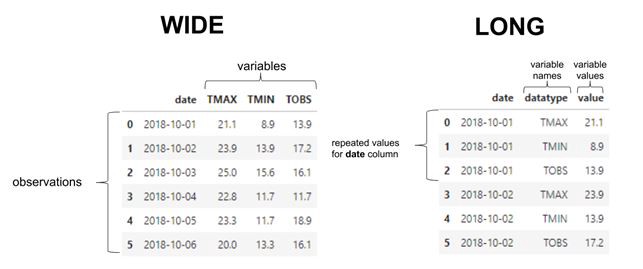 WIDE
variables
date TMAX TMIN TOBS
0 2018-10-01 21.1 8.9 13.9
1 2018-10-02 23.9 13.9 17.2
2 2018-10-03 25.0 15.6 16.1
3 2018-10-04 22.8 11.7 11.7
4 2018-10-05 23.3 11.7 18.9
5 2018-10-06 20.0 13.3 16.1
observations
LONG
variable names
variable values
date datatype value
0 2018-10-01 TMAX 21.1
1 2018-10-01 TMIN 8.9
2 2018-10-01 TOBS 13.9
3 2018-10-02 TMAX 23.9
4 2018-10-02 TMIN 13.9
5 2018-10-02 TOBS 17.2
repeated values
for date column